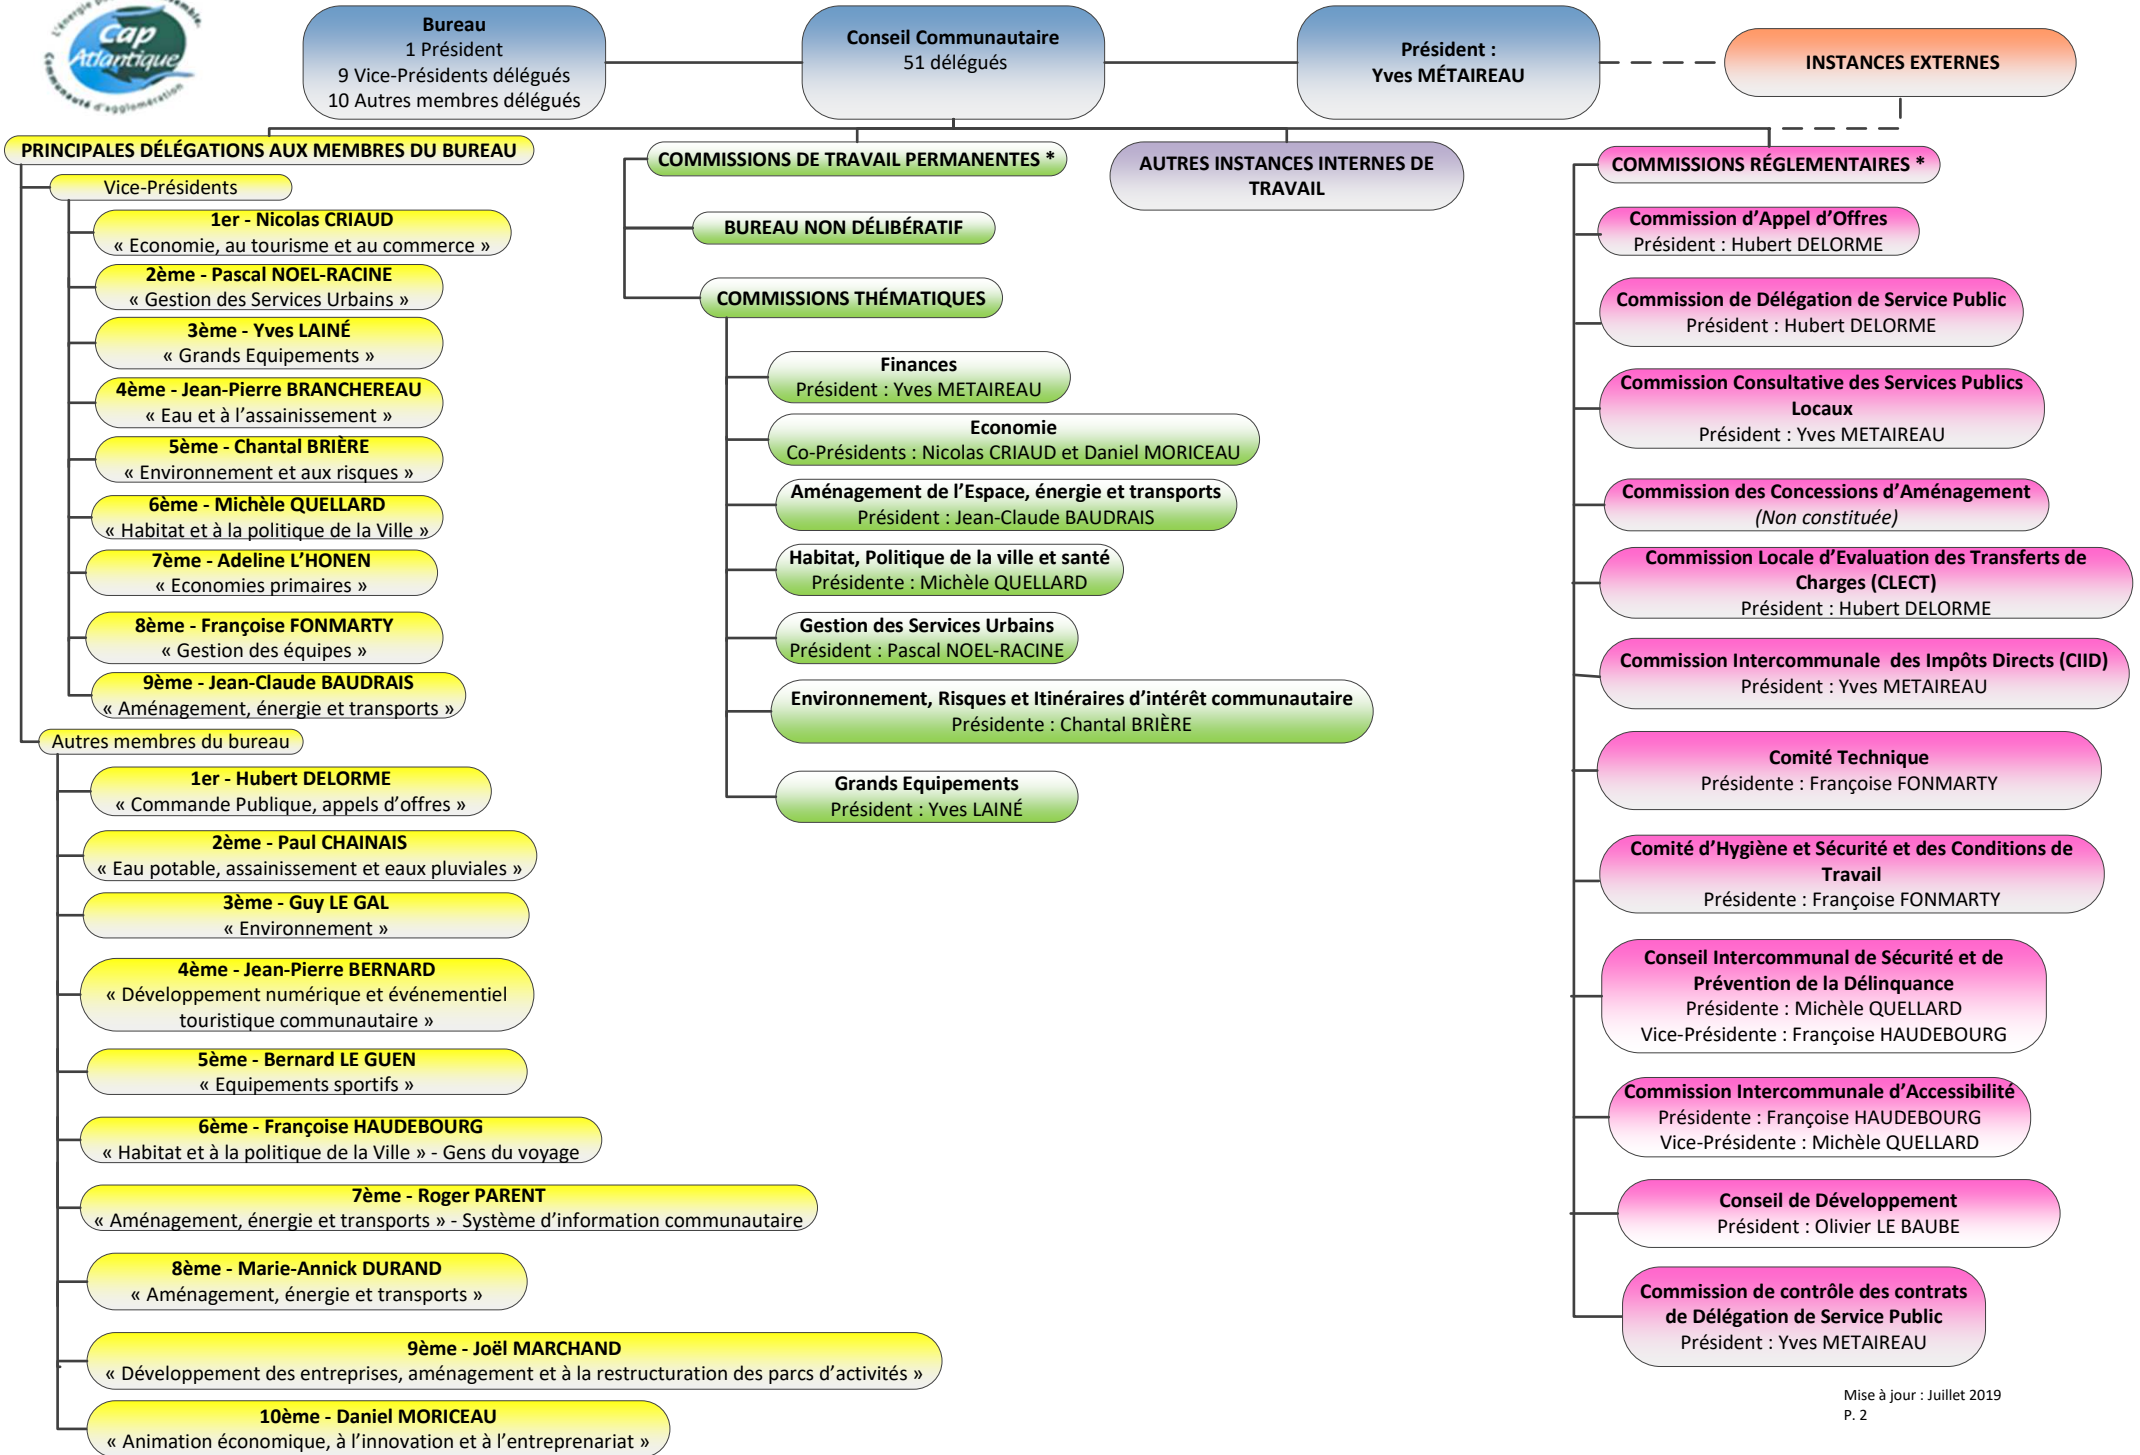 L'énergie
Cap
Atlantique
Communauté d'agglomération
Bureau
1 Président
9 Vice-Présidents délégués
10 Autres membres délégués
Conseil Communautaire
51 délégués
Président :
Yves MÉTAIREAU
INSTANCES EXTERNES
PRINCIPALES DÉLÉGATIONS AUX MEMBRES DU BUREAU
Vice-Présidents
1er - Nicolas CRIAUD
« Economie, au tourisme et au commerce »
2ème - Pascal NOEL-RACINE
« Gestion des Services Urbains »
3ème - Yves LAINÉ
« Grands Equipements »
4ème - Jean-Pierre BRANCHEREAU
« Eau et à l’assainissement »
5ème - Chantal BRIÈRE
« Environnement et aux risques »
6ème - Michèle QUELLARD
« Habitat et à la politique de la Ville »
7ème - Adeline L’HONEN
« Economies primaires »
8ème - Françoise FONMARTY
« Gestion des équipes »
9ème - Jean-Claude BAUDRAIS
« Aménagement, énergie et transports »
Autres membres du bureau
1er - Hubert DELORME
« Commande Publique, appels d’offres »
2ème - Paul CHAINAIS
« Eau potable, assainissement et eaux pluviales »
3ème - Guy LE GAL
« Environnement »
4ème - Jean-Pierre BERNARD
« Développement numérique et événementiel
touristique communautaire »
5ème - Bernard LE GUEN
« Equipements sportifs »
6ème - Françoise HAUDEBOURG
« Habitat et à la politique de la Ville » - Gens du voyage
7ème - Roger PARENT
« Aménagement, énergie et transports » - Système d’information communautaire
8ème - Marie-Annick DURAND
« Aménagement, énergie et transports »
9ème - Joël MARCHAND
« Développement des entreprises, aménagement et à la restructuration des parcs d’activités »
10ème - Daniel MORICEAU
« Animation économique, à l’innovation et à l’entreprenariat »
COMMISSIONS DE TRAVAIL PERMANENTES *
BUREAU NON DÉLIBÉRATIF
COMMISSIONS THÉMATIQUES
Finances
Président : Yves METAIREAU
Economie
Co-Présidents : Nicolas CRIAUD et Daniel MORICEAU
Aménagement de l’Espace, énergie et transports
Président : Jean-Claude BAUDRAIS
Habitat, Politique de la ville et santé
Présidente : Michèle QUELLARD
Gestion des Services Urbains
Président : Pascal NOEL-RACINE
Environnement, Risques et Itinéraires d’intérêt communautaire
Présidente : Chantal BRIÈRE
Grands Equipements
Président : Yves LAINÉ
AUTRES INSTANCES INTERNES DE
TRAVAIL
COMMISSIONS RÉGLEMENTAIRES *
Commission d’Appel d’Offres
Président : Hubert DELORME
Commission de Délégation de Service Public
Président : Hubert DELORME
Commission Consultative des Services Publics
Locaux
Président : Yves METAIREAU
Commission des Concessions d’Aménagement
(Non constituée)
Commission Locale d’Evaluation des Transferts de
Charges (CLECT)
Président : Hubert DELORME
Commission Intercommunale des Impôts Directs (CIID)
Président : Yves METAIREAU
Comité Technique
Présidente : Françoise FONMARTY
Comité d’Hygiène et Sécurité et des Conditions de
Travail
Présidente : Françoise FONMARTY
Conseil Intercommunal de Sécurité et de
Prévention de la Délinquance
Présidente : Michèle QUELLARD
Vice-Présidente : Françoise HAUDEBOURG
Commission Intercommunale d’Accessibilité
Présidente : Françoise HAUDEBOURG
Vice-Présidente : Michèle QUELLARD
Conseil de Développement
Président : Olivier LE BAUBE
Commission de contrôle des contrats
de Délégation de Service Public
Président : Yves METAIREAU
Mise à jour : Juillet 2019
P. 2